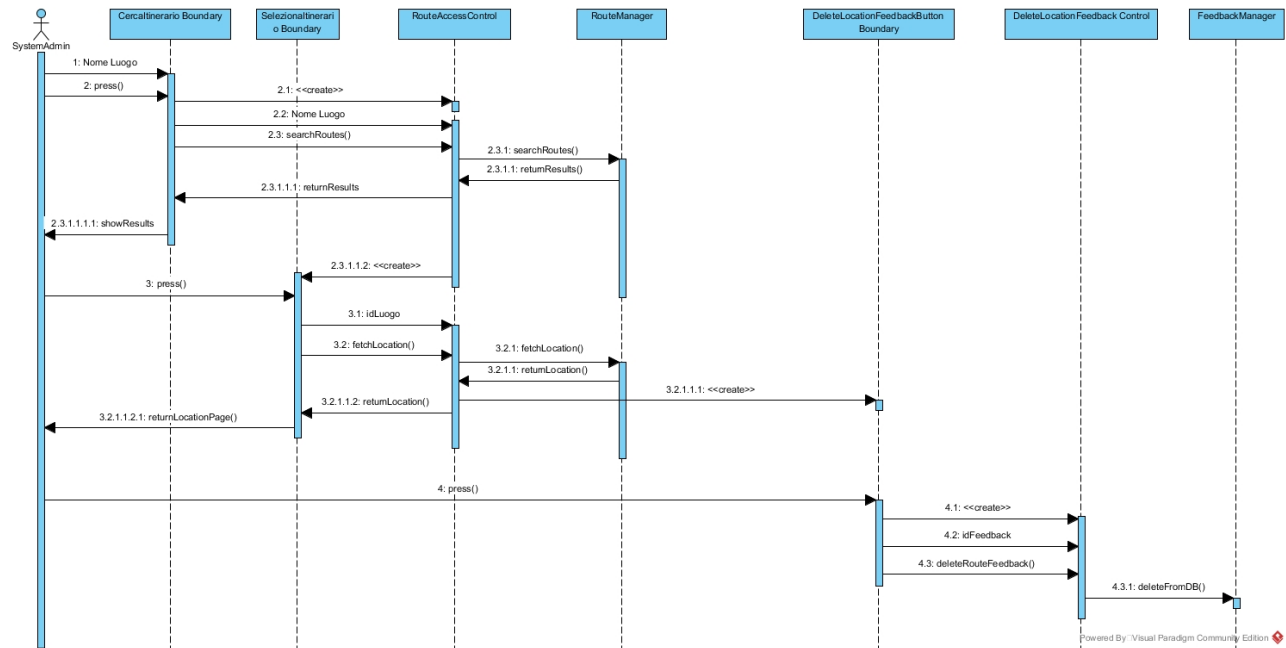 SystemAdmin
CercaItinerario Boundary
SelezionaItinerari
o Boundary
RouteAccessControl
RouteManager
DeleteLocationFeedbackButton
Boundary
DeleteLocationFeedback Control
FeedbackManager
1: Nome Luogo
2: press()
2.1: <<create>>
2.2: Nome Luogo
2.3: searchRoutes()
2.3.1: searchRoutes()
2.3.1.1: returnResults()
2.3.1.1.1: returnResults
2.3.1.1.1.1: showResults
2.3.1.1.2: <<create>>
3: press()
3.1: idLuogo
3.2: fetchLocation()
3.2.1: fetchLocation()
3.2.1.1: returnLocation()
3.2.1.1.1: <<create>>
3.2.1.1.2: returnLocation()
3.2.1.1.2.1: returnLocationPage()
4: press()
4.1: <<create>>
4.2: idFeedback
4.3: deleteRouteFeedback()
4.3.1: deleteFromDB()
Powered By Visual Paradigm Community Edition